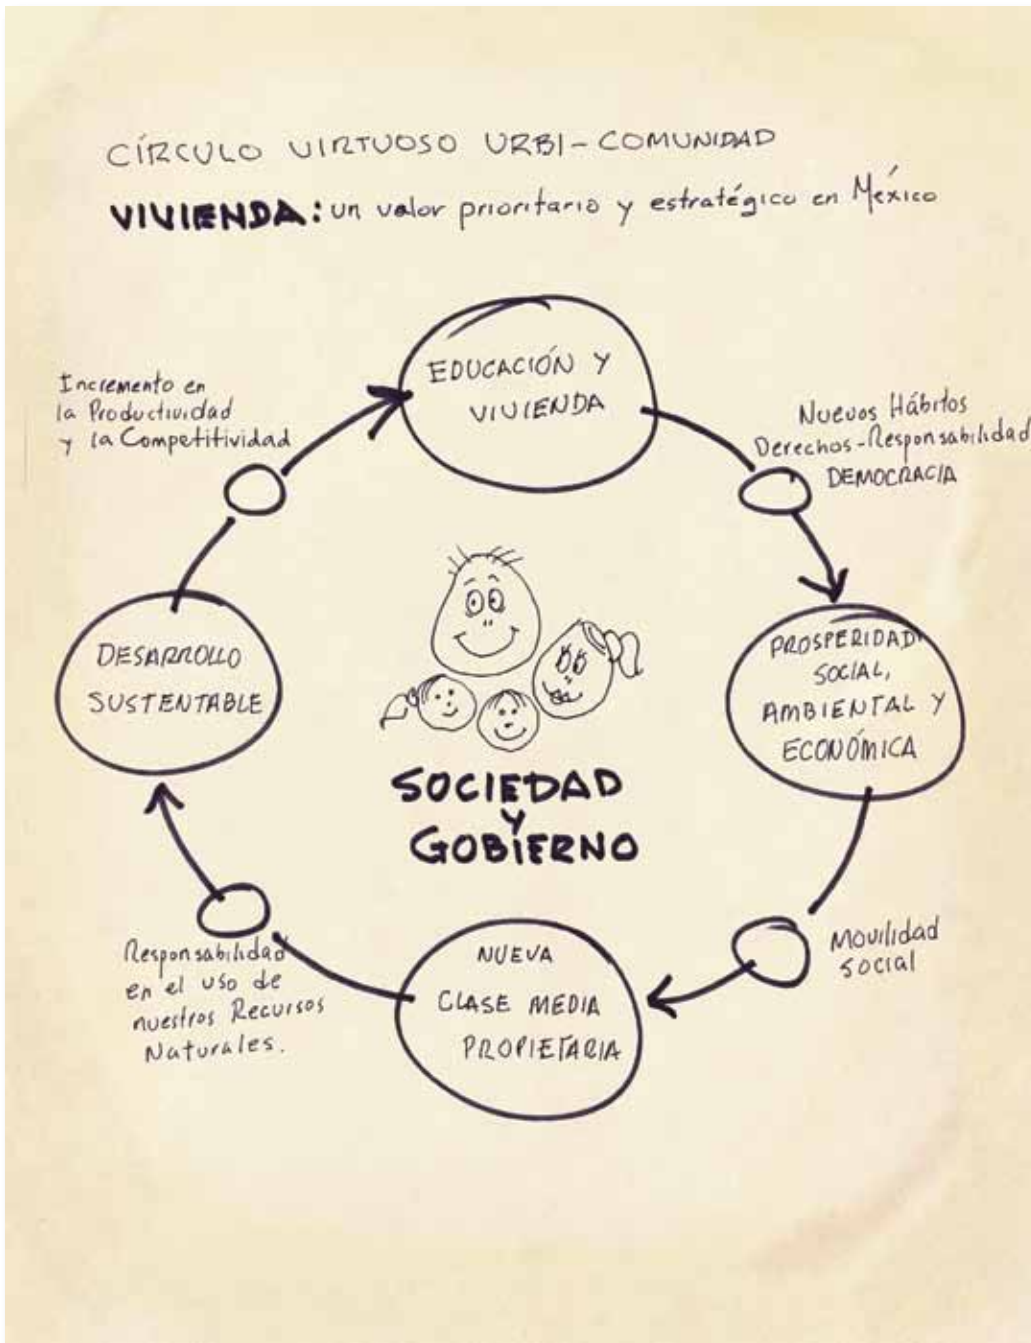 CÍRCULO VIRTUOSO URBI-COMUNIDAD
VIVIENDA: un valor prioritario y estratégico en México
EDUCACIÓN Y
VIVIENDA
Nuevos Hábitos
Derechos-Responsabilidad
DEMOCRACIA
PROSPERIDAD
SOCIAL,
AMBIENTAL Y
ECONÓMICA
MOVILIDAD
SOCIAL
NUEVA
CLASE MEDIA
PROPIETARIA
Responsabilidad
en el uso de
nuestros Recursos
Naturales.
DESARROLLO
SUSTENTABLE
Incremento en
la Productividad
y la Competitividad
SOCIEDAD
Y
GOBIERNO